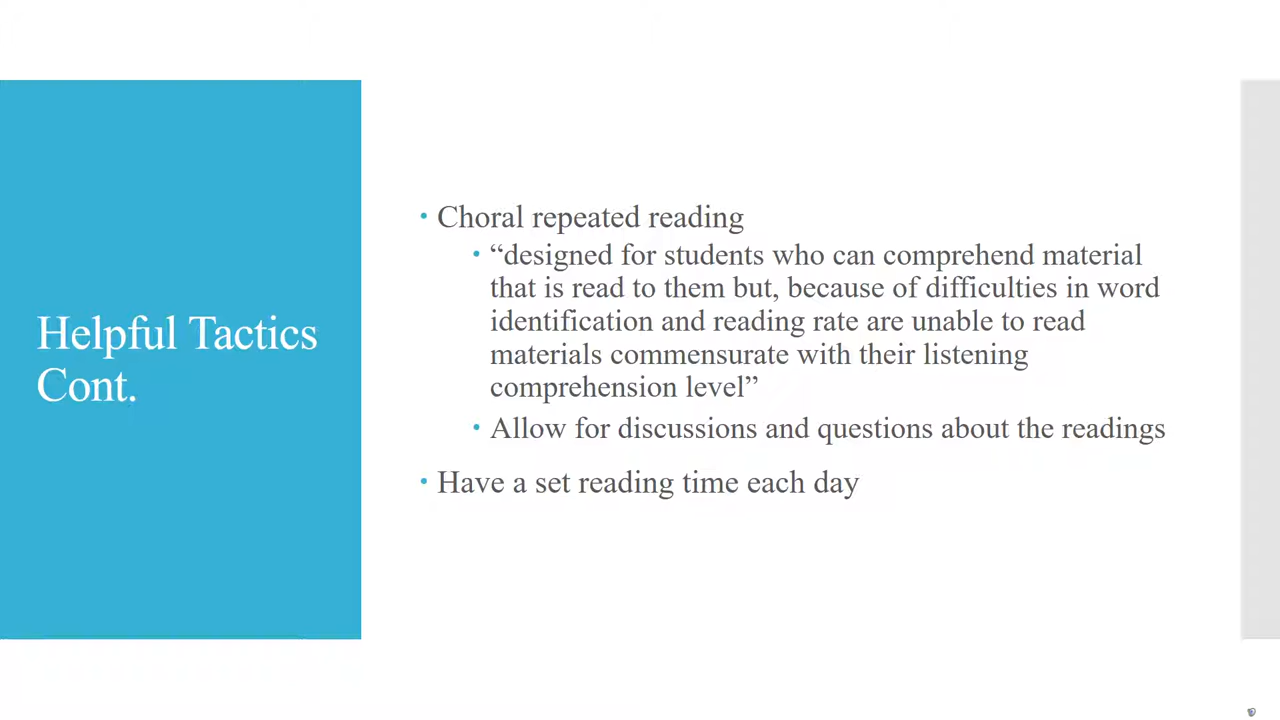 Helpful Tactics
Cont.
• Choral repeated reading
• “designed for students who can comprehend material
that is read to them but, because of difficulties in word
identification and reading rate are unable to read
materials commensurate with their listening
comprehension level”
• Allow for discussions and questions about the readings
• Have a set reading time each day